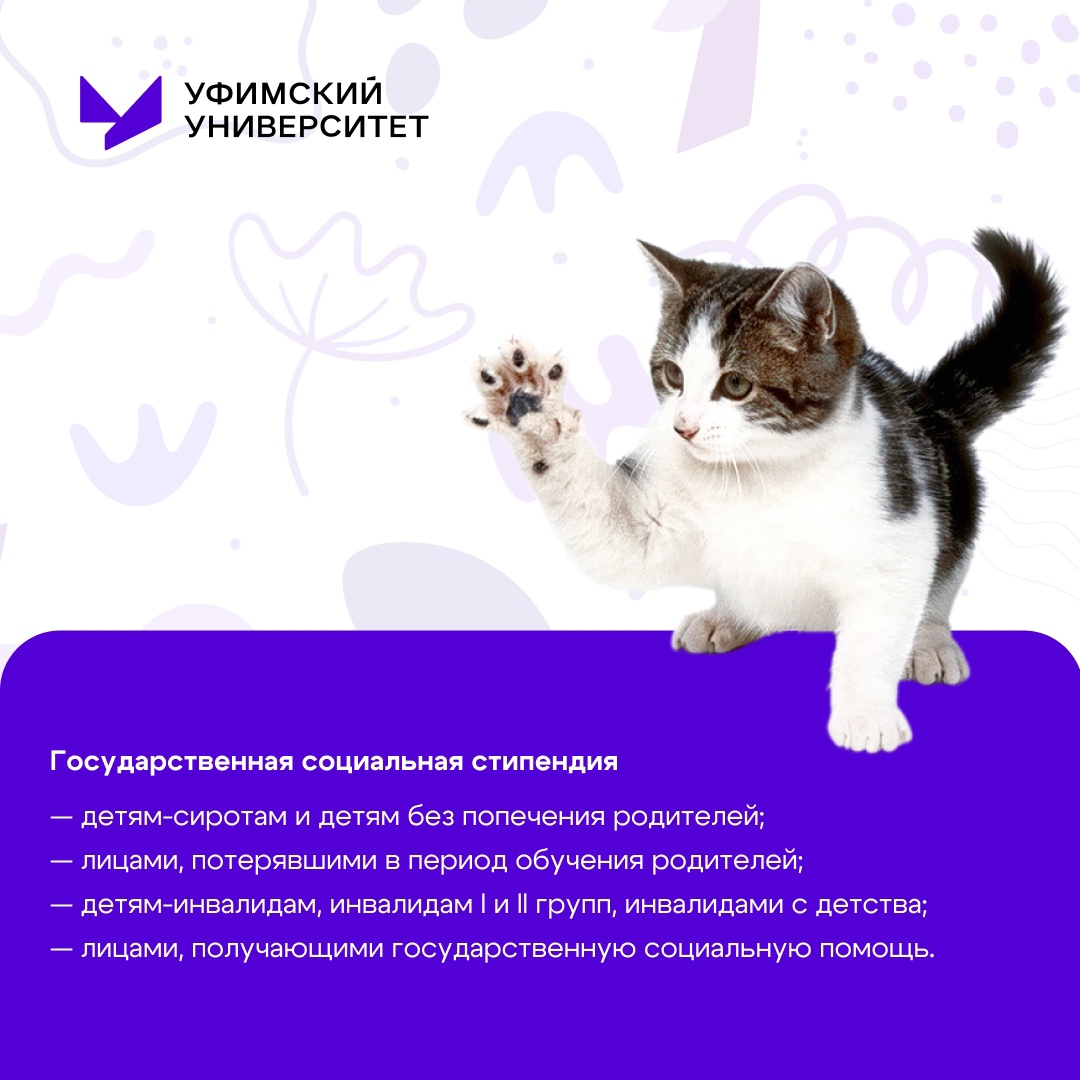 УФИМСКИЙ
УНИВЕРСИТЕТ
Государственная социальная стипендия
— детям-сиротам и детям без попечения родителей;
— лицами, потерявшими в период обучения родителей;
— детям-инвалидам, инвалидам I и II групп, инвалидами с детства;
— лицами, получающими государственную социальную помощь.